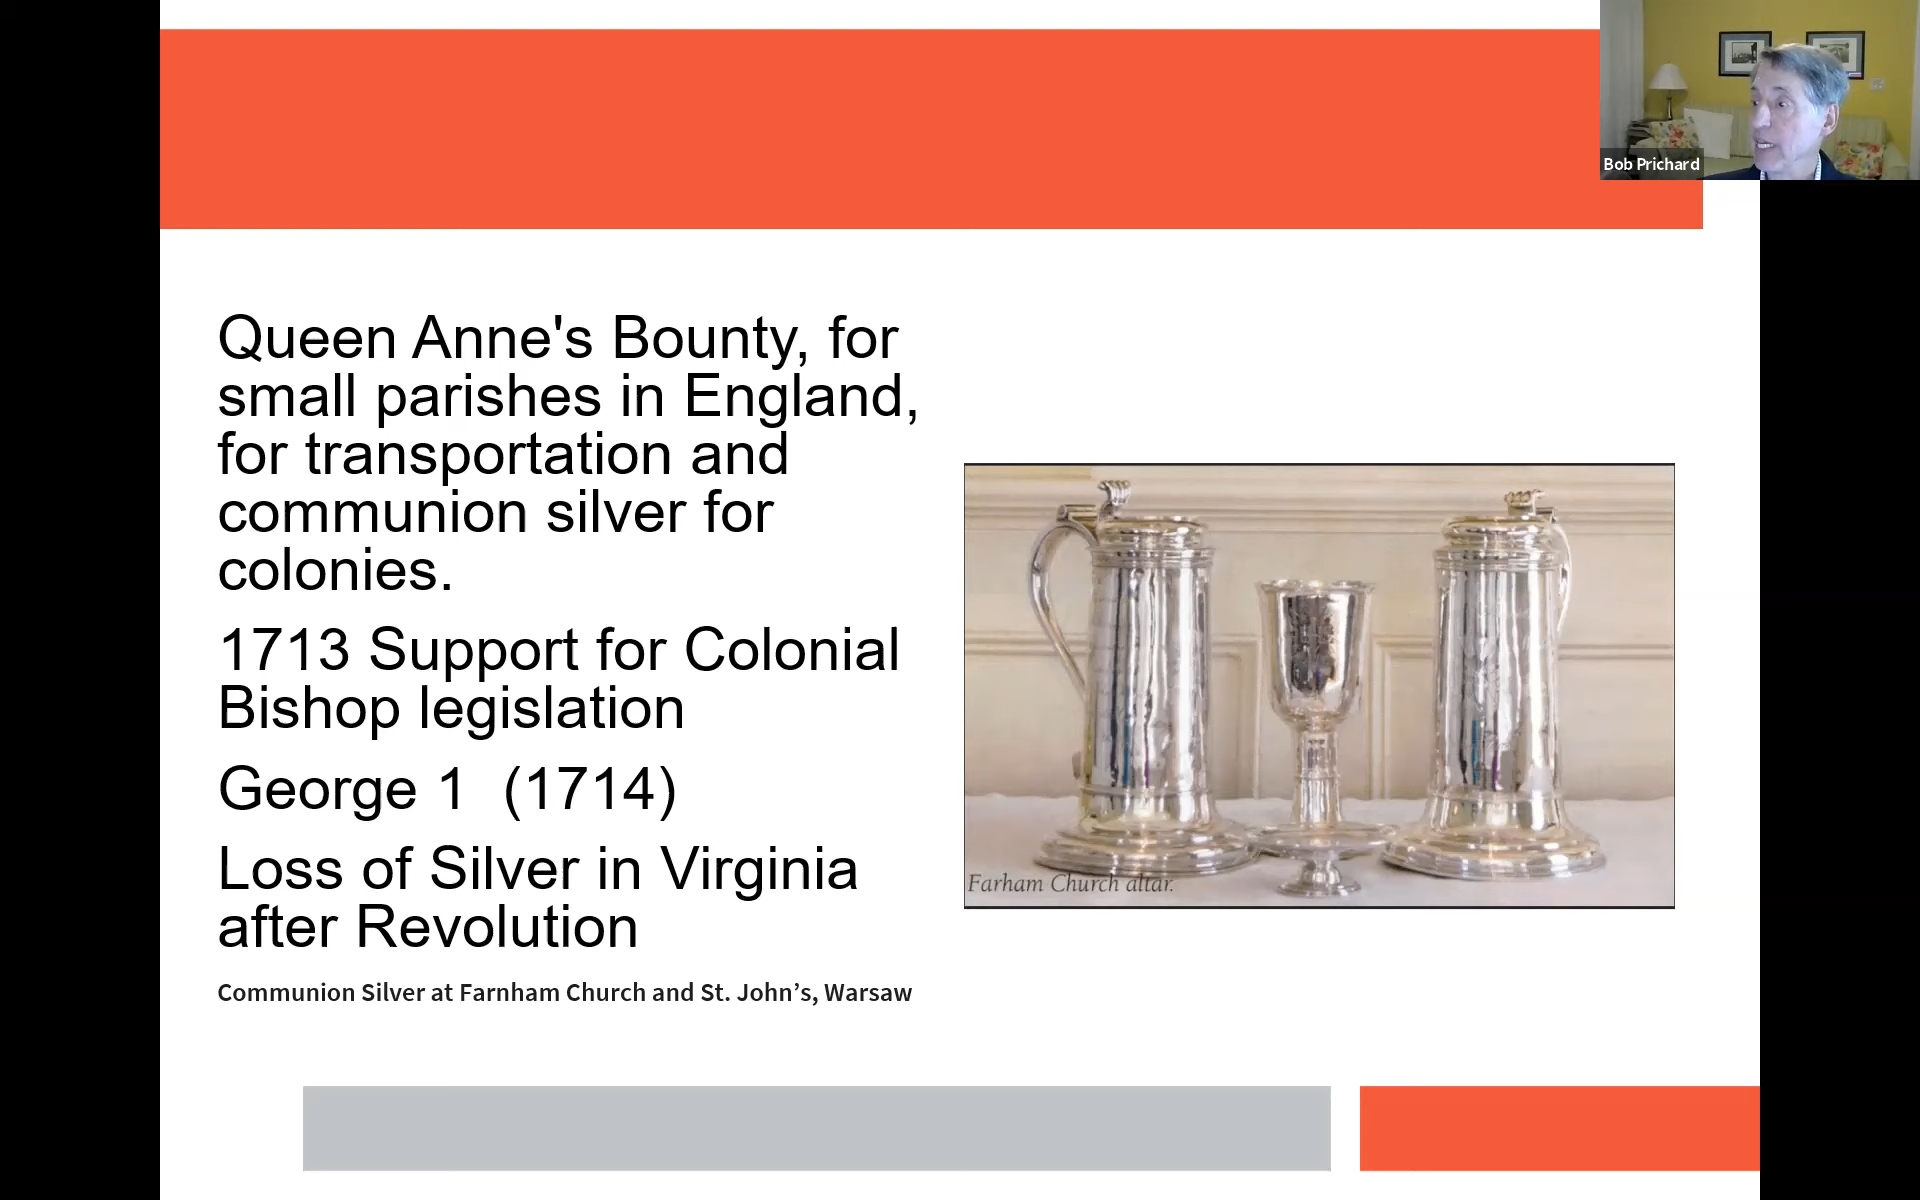 Bob Prichard
Queen Anne's Bounty, for
small parishes in England,
for transportation and
communion silver for
colonies.
1713 Support for Colonial
Bishop legislation
George 1  (1714)
Loss of Silver in Virginia
after Revolution
Communion Silver at Farnham Church and St. John’s, Warsaw
Farham Church altar.